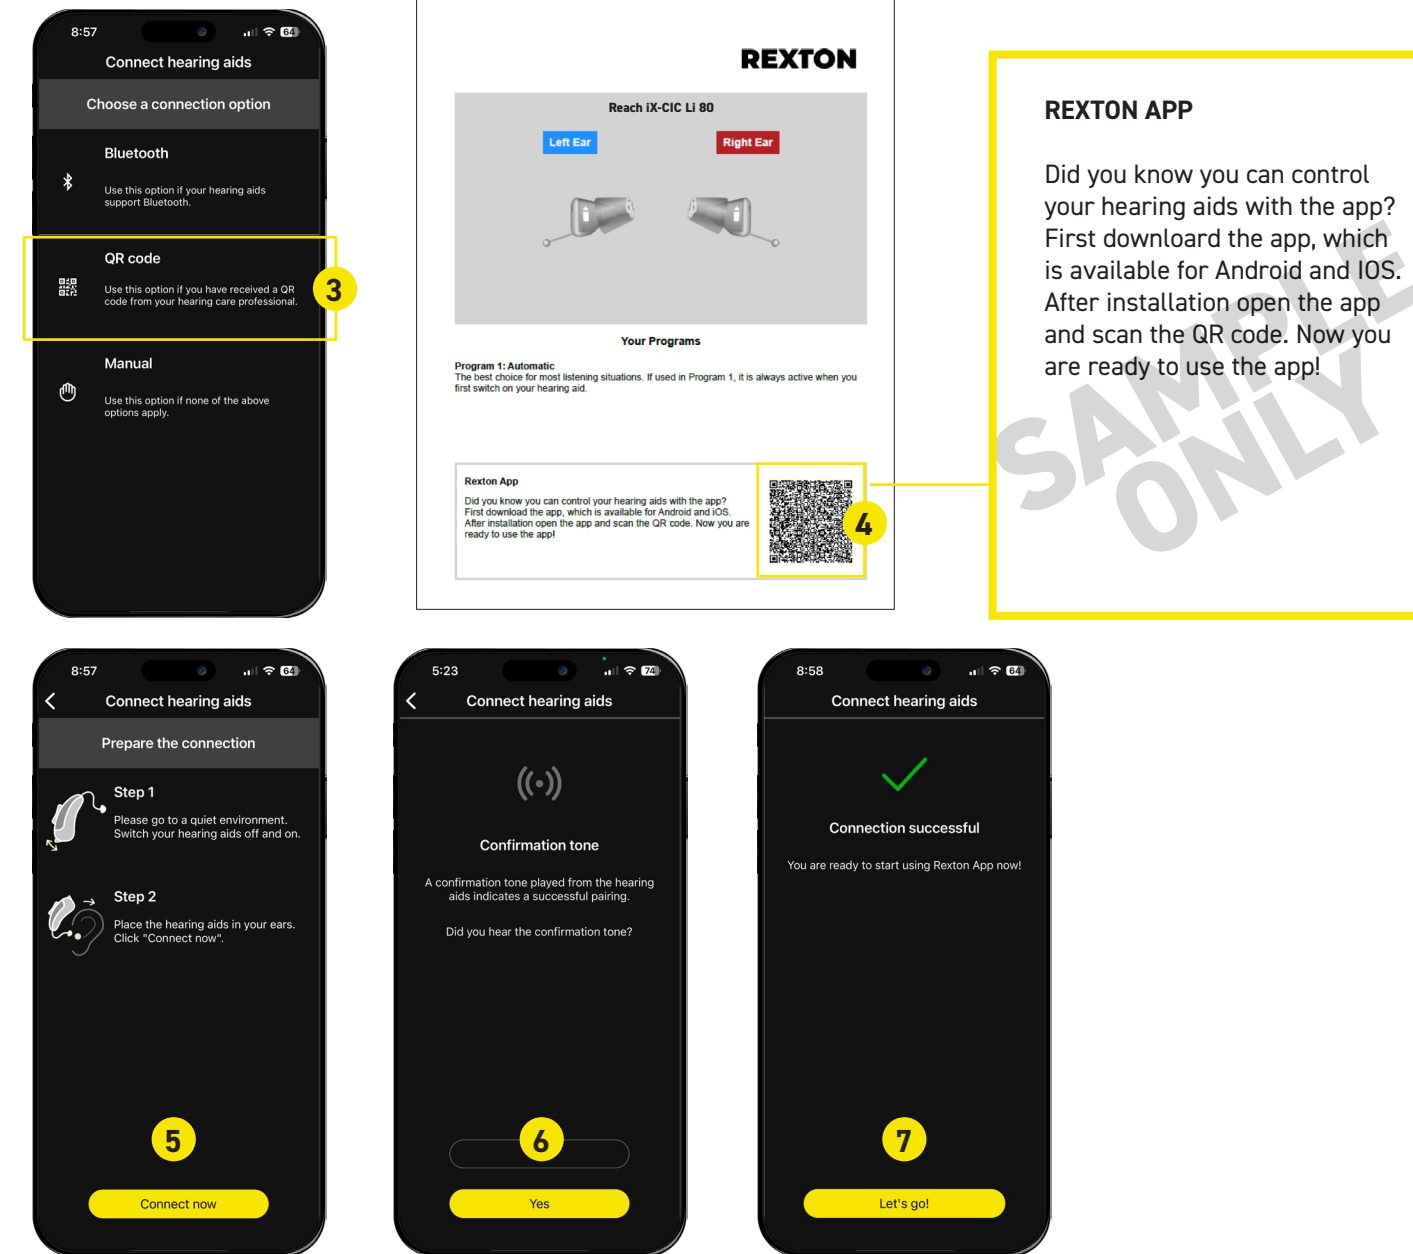 8:57
64
Connect hearing aids
Choose a connection option
Bluetooth
Use this option if your hearing aids
support Bluetooth.
QR code
Use this option if you have received a QR
code from your hearing care professional.
3
Manual
Use this option if none of the above
options apply.
REXTON
Reach iX-CIC Li 80
Left Ear
Right Ear
Your Programs
Program 1: Automatic
The best choice for most listening situations. If used in Program 1, it is always active when you
first switch on your hearing aid.
Rexton App
Did you know you can control your hearing aids with the app?
First download the app, which is available for Android and iOS.
After installation open the app and scan the QR code. Now you are
ready to use the app!
4
REXTON APP
Did you know you can control
your hearing aids with the app?
First downloard the app, which
is available for Android and IOS.
After installation open the app
and scan the QR code. Now you
are ready to use the app!
SAMPLE
ONLY
8:57
64
Connect hearing aids
Prepare the connection
Step 1
Please go to a quiet environment.
Switch your hearing aids off and on.
Step 2
Place the hearing aids in your ears.
Click "Connect now".
5
Connect now
5:23
74
Connect hearing aids
Confirmation tone
A confirmation tone played from the hearing
aids indicates a successful pairing.
Did you hear the confirmation tone?
6
Yes
8:58
64
Connect hearing aids
Connection successful
You are ready to start using Rexton App now!
7
Let's go!